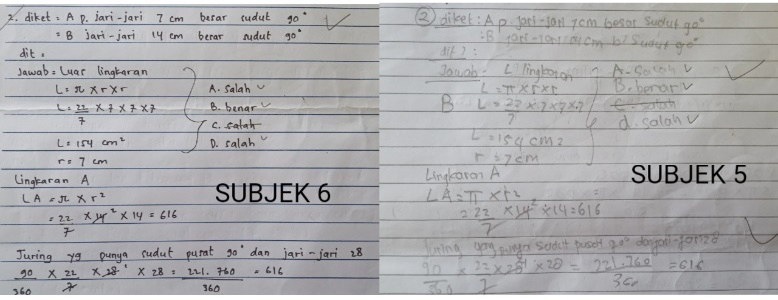 2. diket : A p. jari-jari 7 cm besar sudut 90°
= B jari-jari 14 cm besar sudut 90°
dit :
Jawab = Luas lingkaran
L = π x r x r
A. Salah
L = 22/7 x 7 x 7 x 7
B. benar
C. salah
L = 154 cm²
D. salah
r = 7 cm
Lingkaran A
LA = π x r²
= 22/7 x 14² x 14 = 616
SUBJEK 6
Juring yg punya sudut pusat 90° dan jari-jari 28
90/360 x 22/7 x 28⁴ x 28 = 221.760/360 = 616
② diket : A p. jari-jari 7cm besar sudut 90°
: B jari-jari 14 cm sudut 90°
dit :
Jawab = L lingkaran
A. Salah
L = π x r x r
B. benar
B L = 22/7 x 7 x 7 x 7
C. salah
d. salah
L = 154 cm2
r = 7 cm
Lingkaran A
LA = π x r²
= 22/7 x 14² x 14 = 616
SUBJEK 5
Juring yang punya sudut pusat 90° dan jari-jari 28
90/360 x 22/7 x 28⁴ x 28 = 221.760/360 = 616